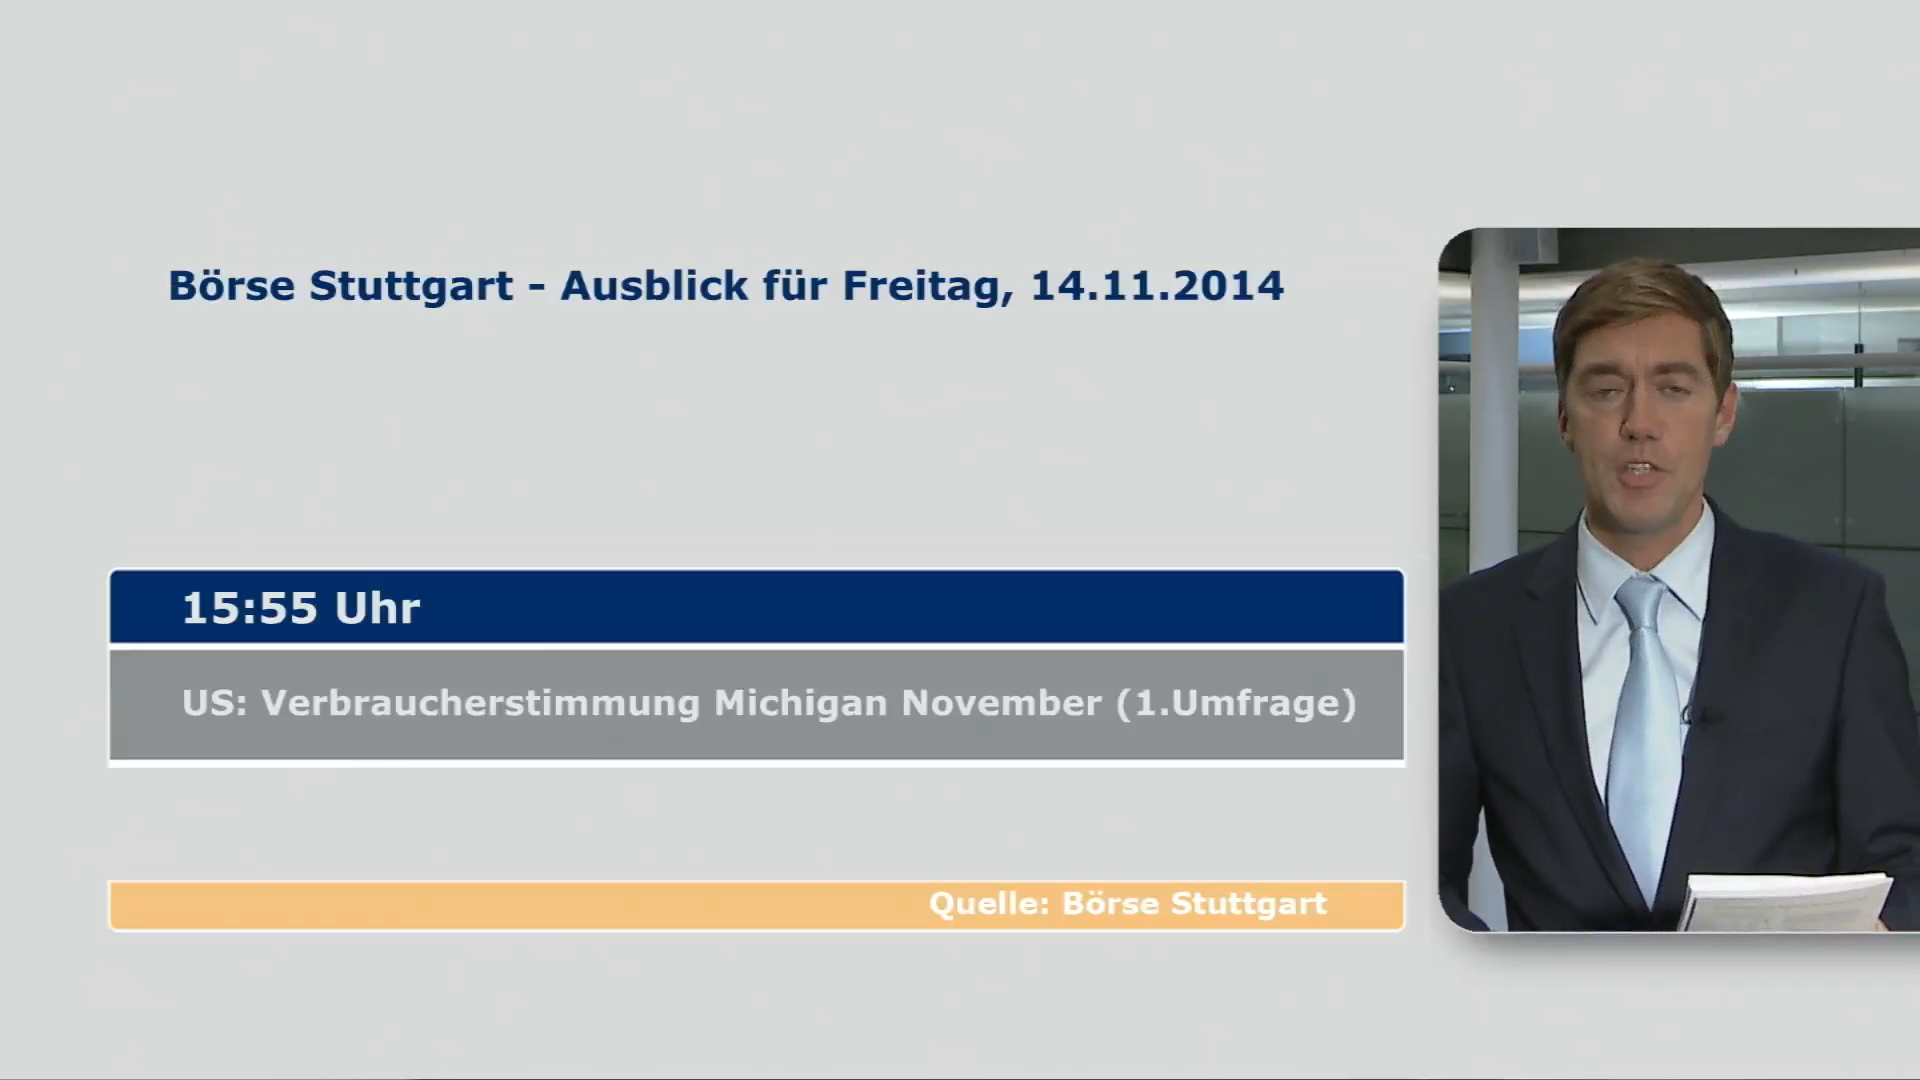 Börse Stuttgart - Ausblick für Freitag, 14.11.2014
15:55 Uhr
US: Verbraucherstimmung Michigan November (1.Umfrage)
Quelle: Börse Stuttgart